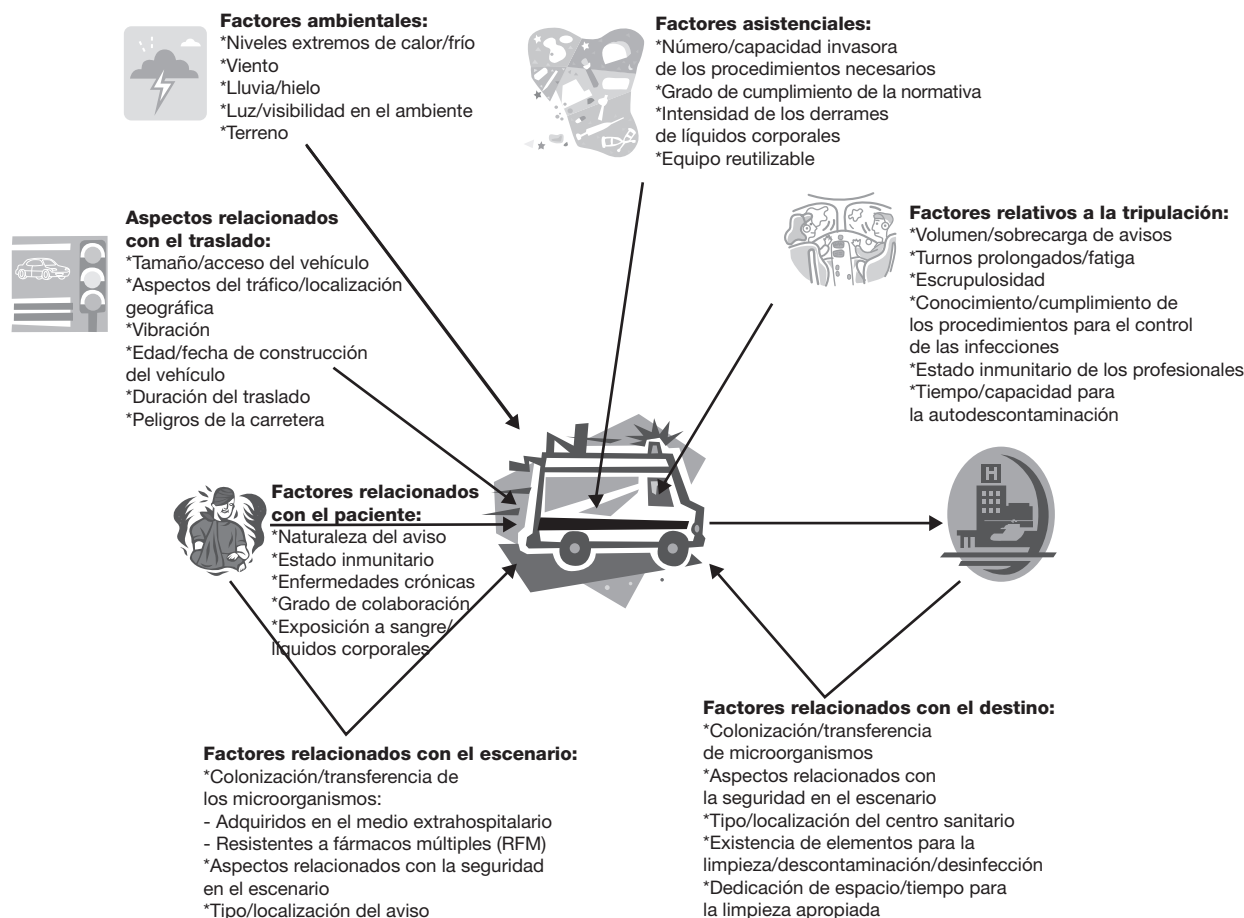 Factores ambientales:
*Niveles extremos de calor/frío
*Viento
*Lluvia/hielo
*Luz/visibilidad en el ambiente
*Terreno
Factores asistenciales:
*Número/capacidad invasora
de los procedimientos necesarios
*Grado de cumplimiento de la normativa
*Intensidad de los derrames
de líquidos corporales
*Equipo reutilizable
Aspectos relacionados
con el traslado:
*Tamaño/acceso del vehículo
*Aspectos del tráfico/localización
geográfica
*Vibración
*Edad/fecha de construcción
del vehículo
*Duración del traslado
*Peligros de la carretera
Factores relativos a la tripulación:
*Volumen/sobrecarga de avisos
*Turnos prolongados/fatiga
*Escrupulosidad
*Conocimiento/cumplimiento de
los procedimientos para el control
de las infecciones
*Estado inmunitario de los profesionales
*Tiempo/capacidad para
la autodescontaminación
Factores relacionados
con el paciente:
*Naturaleza del aviso
*Estado inmunitario
*Enfermedades crónicas
*Grado de colaboración
*Exposición a sangre/
líquidos corporales
H
Factores relacionados con el escenario:
*Colonización/transferencia de
los microorganismos:
- Adquiridos en el medio extrahospitalario
- Resistentes a fármacos múltiples (RFM)
*Aspectos relacionados con la seguridad
en el escenario
*Tipo/localización del aviso
Factores relacionados con el destino:
*Colonización/transferencia
de microorganismos
*Aspectos relacionados con
la seguridad en el escenario
*Tipo/localización del centro sanitario
*Existencia de elementos para la
limpieza/descontaminación/desinfección
*Dedicación de espacio/tiempo para
la limpieza apropiada